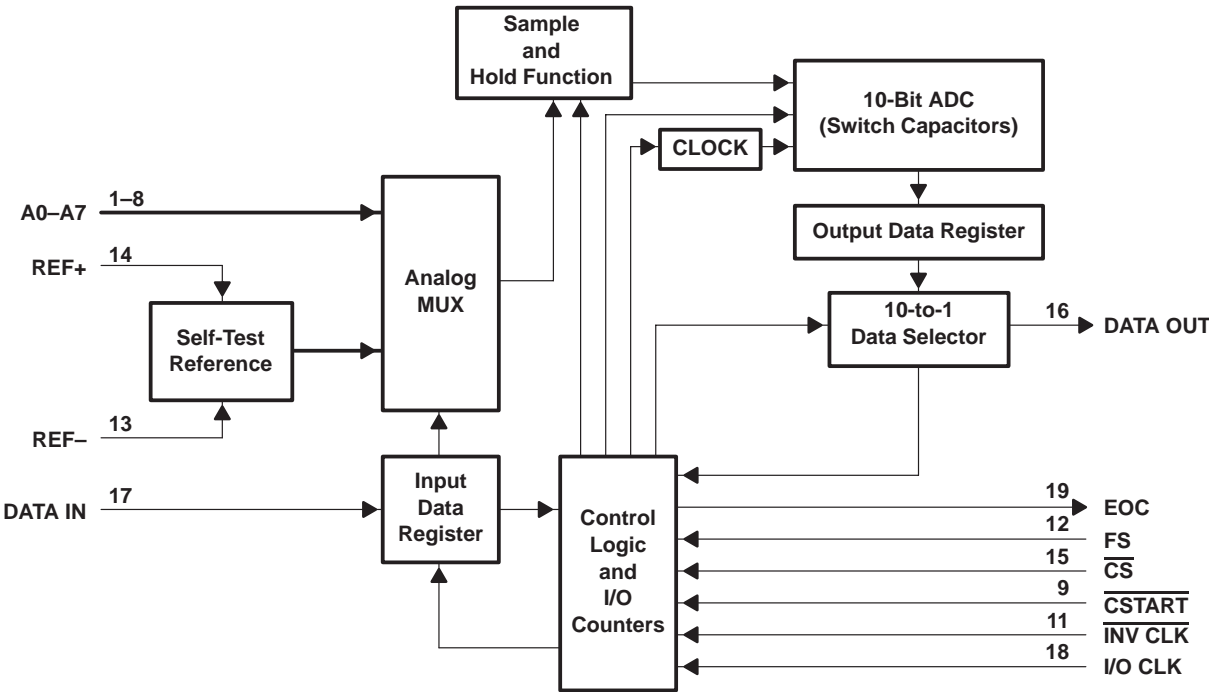 Sample
and
Hold Function
10-Bit ADC
(Switch Capacitors)
CLOCK
A0–A7
1–8
REF+
14
Analog
MUX
Output Data Register
Self-Test
Reference
10-to-1
Data Selector
16
DATA OUT
REF–
13
DATA IN
17
Input
Data
Register
Control
Logic
and
I/O
Counters
19
EOC
12
FS
15
CS
9
CSTART
11
INV CLK
18
I/O CLK